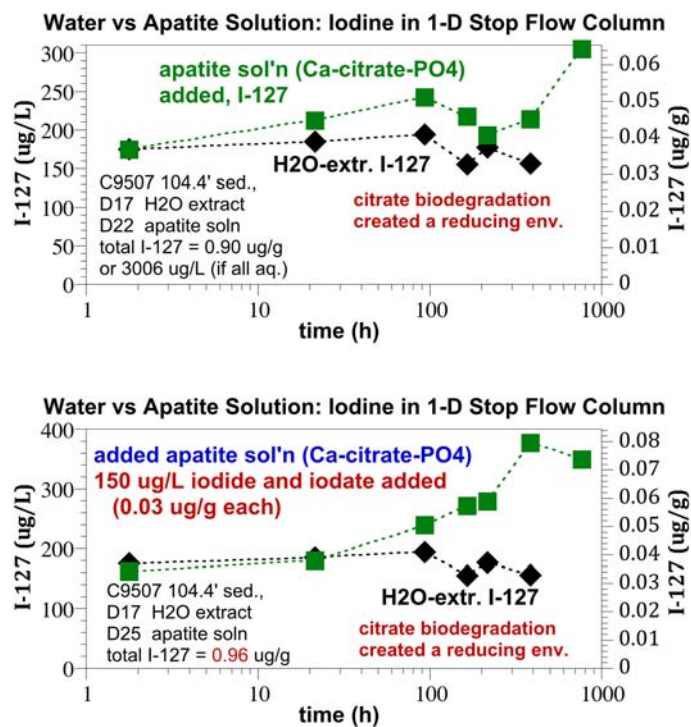 Water vs Apatite Solution: Iodine in 1-D Stop Flow Column
300
250
200
150
100
50
0
I-127 (ug/L)
apatite sol'n (Ca-citrate-PO4)
added, I-127
H2O-extr. I-127
C9507 104.4' sed.,
D17 H2O extract
D22 apatite soln
total I-127 = 0.90 ug/g
or 3006 ug/L (if all aq.)
citrate biodegradation
created a reducing env.
0.06
0.05
0.04
0.03
0.02
0.01
0
I-127 (ug/g)
1 10 100 1000
time (h)
Water vs Apatite Solution: Iodine in 1-D Stop Flow Column
400
300
200
100
0
I-127 (ug/L)
added apatite sol'n (Ca-citrate-PO4)
150 ug/L iodide and iodate added
(0.03 ug/g each)
H2O-extr. I-127
C9507 104.4' sed.,
D17 H2O extract
D25 apatite soln
total I-127 = 0.96 ug/g
citrate biodegradation
created a reducing env.
0.08
0.07
0.06
0.05
0.04
0.03
0.02
0.01
0
I-127 (ug/g)
1 10 100 1000
time (h)